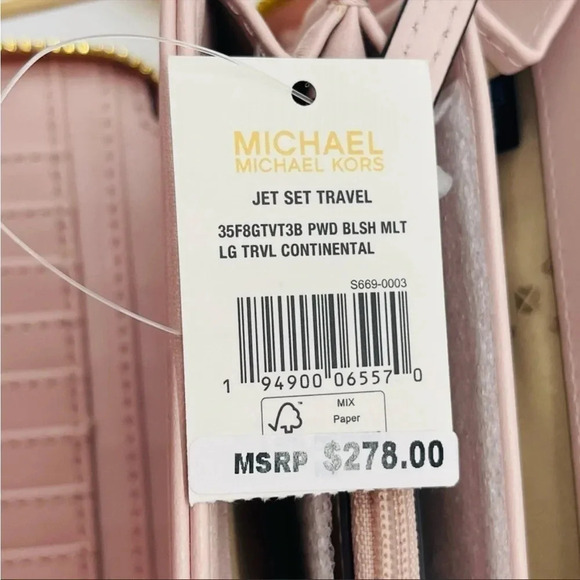 MICHAEL
MICHAEL KORS
JET SET TRAVEL
35F8GTVT3B PWD BLSH MLT
LG TRVL CONTINENTAL
S669-0003
1 94900 06557 0
MIX
Paper
MSRP $278.00